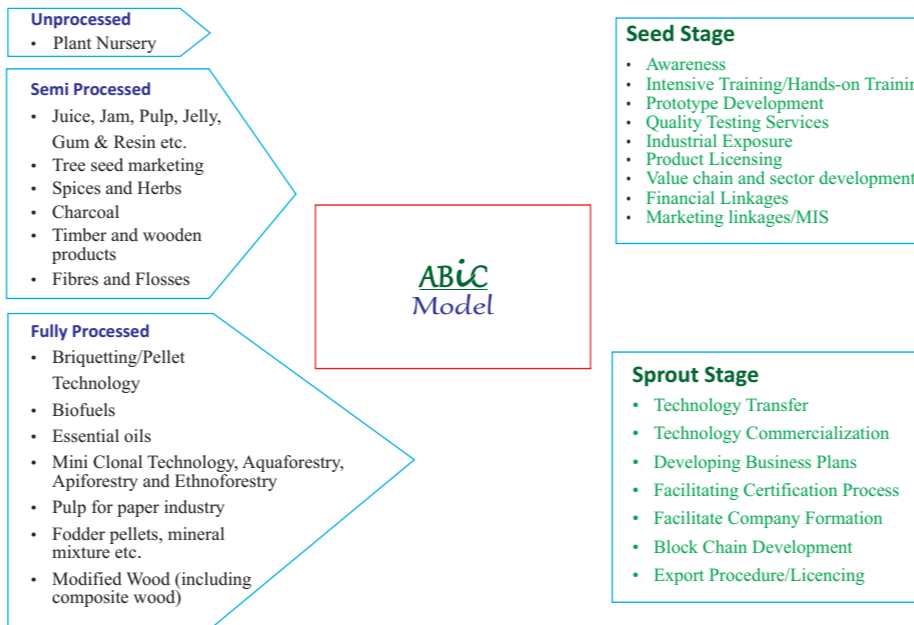 Unprocessed
• Plant Nursery
Semi Processed
• Juice, Jam, Pulp, Jelly,
Gum & Resin etc.
• Tree seed marketing
• Spices and Herbs
• Charcoal
• Timber and wooden
products
• Fibres and Flosses
Fully Processed
• Briquetting/Pellet
Technology
• Biofuels
• Essential oils
• Mini Clonal Technology, Aquaforestry,
Apiforestry and Ethnoforestry
• Pulp for paper industry
• Fodder pellets, mineral
mixture etc.
• Modified Wood (including
composite wood)
ABiC
Model
Seed Stage
• Awareness
• Intensive Training/Hands-on Trainin
• Prototype Development
• Quality Testing Services
• Industrial Exposure
• Product Licensing
• Value chain and sector development
• Financial Linkages
• Marketing linkages/MIS
Sprout Stage
• Technology Transfer
• Technology Commercialization
• Developing Business Plans
• Facilitating Certification Process
• Facilitate Company Formation
• Block Chain Development
• Export Procedure/Licencing